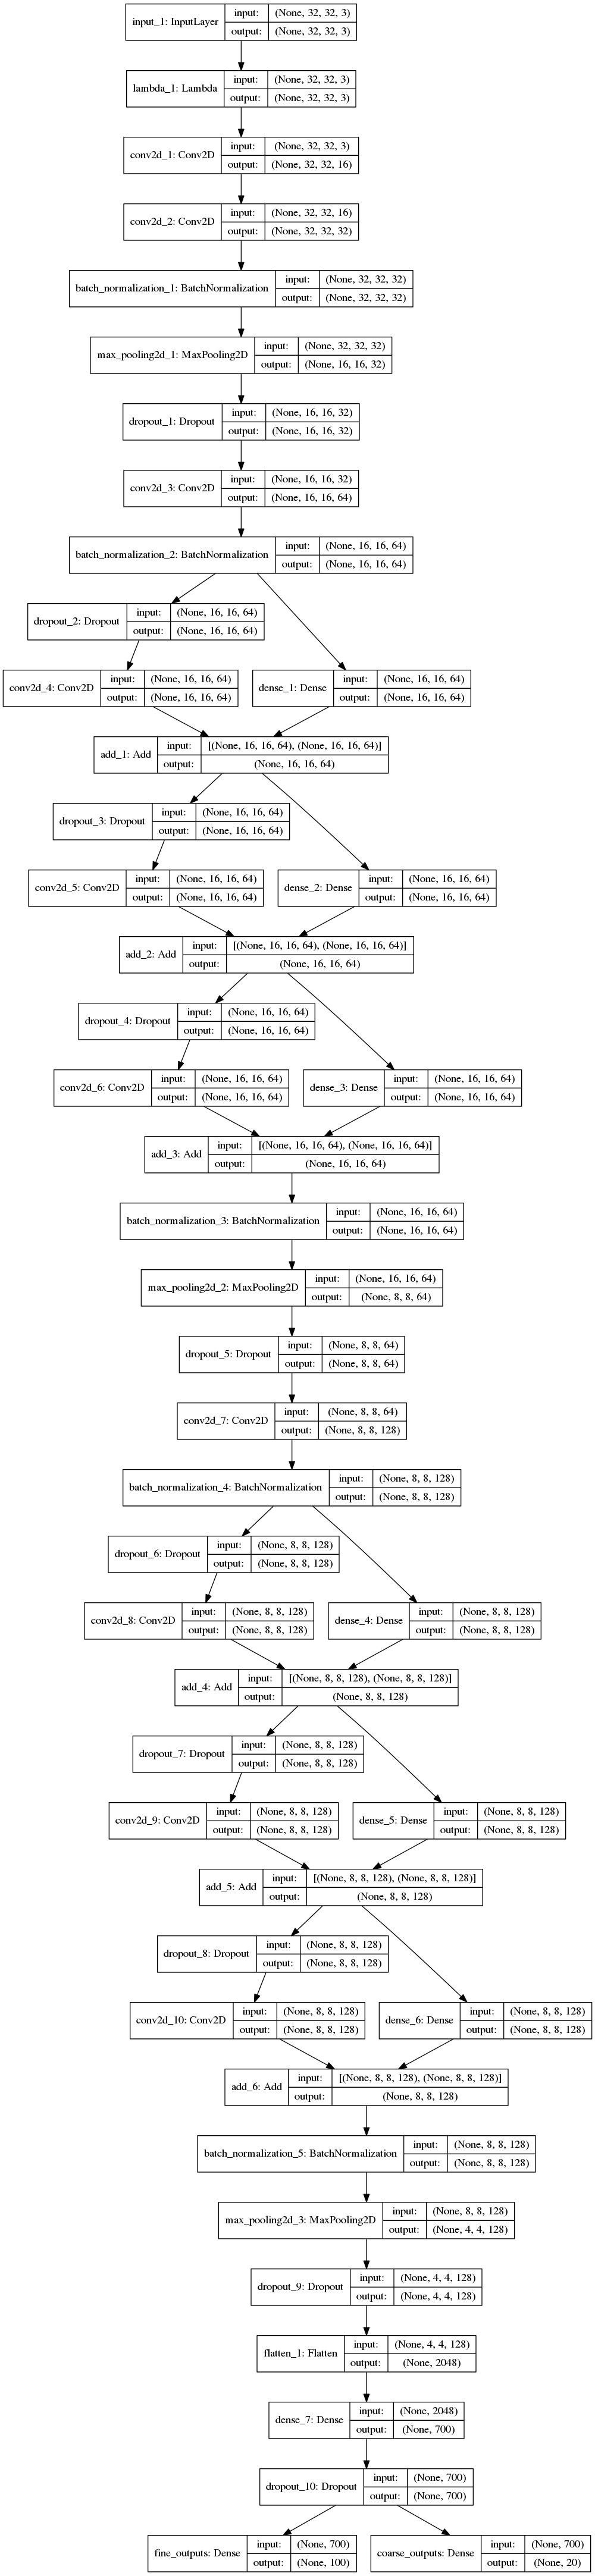 input_1: InputLayer input: (None, 32, 32, 3)
output: (None, 32, 32, 3)
lambda_1: Lambda input: (None, 32, 32, 3)
output: (None, 32, 32, 3)
conv2d_1: Conv2D input: (None, 32, 32, 3)
output: (None, 32, 32, 16)
conv2d_2: Conv2D input: (None, 32, 32, 16)
output: (None, 32, 32, 32)
batch_normalization_1: BatchNormalization input: (None, 32, 32, 32)
output: (None, 32, 32, 32)
max_pooling2d_1: MaxPooling2D input: (None, 32, 32, 32)
output: (None, 16, 16, 32)
dropout_1: Dropout input: (None, 16, 16, 32)
output: (None, 16, 16, 32)
conv2d_3: Conv2D input: (None, 16, 16, 32)
output: (None, 16, 16, 64)
batch_normalization_2: BatchNormalization input: (None, 16, 16, 64)
output: (None, 16, 16, 64)
dropout_2: Dropout input: (None, 16, 16, 64)
output: (None, 16, 16, 64)
conv2d_4: Conv2D input: (None, 16, 16, 64)
output: (None, 16, 16, 64)
dense_1: Dense input: (None, 16, 16, 64)
output: (None, 16, 16, 64)
add_1: Add input: [(None, 16, 16, 64), (None, 16, 16, 64)]
output: (None, 16, 16, 64)
dropout_3: Dropout input: (None, 16, 16, 64)
output: (None, 16, 16, 64)
conv2d_5: Conv2D input: (None, 16, 16, 64)
output: (None, 16, 16, 64)
dense_2: Dense input: (None, 16, 16, 64)
output: (None, 16, 16, 64)
add_2: Add input: [(None, 16, 16, 64), (None, 16, 16, 64)]
output: (None, 16, 16, 64)
dropout_4: Dropout input: (None, 16, 16, 64)
output: (None, 16, 16, 64)
conv2d_6: Conv2D input: (None, 16, 16, 64)
output: (None, 16, 16, 64)
dense_3: Dense input: (None, 16, 16, 64)
output: (None, 16, 16, 64)
add_3: Add input: [(None, 16, 16, 64), (None, 16, 16, 64)]
output: (None, 16, 16, 64)
batch_normalization_3: BatchNormalization input: (None, 16, 16, 64)
output: (None, 16, 16, 64)
max_pooling2d_2: MaxPooling2D input: (None, 16, 16, 64)
output: (None, 8, 8, 64)
dropout_5: Dropout input: (None, 8, 8, 64)
output: (None, 8, 8, 64)
conv2d_7: Conv2D input: (None, 8, 8, 64)
output: (None, 8, 8, 128)
batch_normalization_4: BatchNormalization input: (None, 8, 8, 128)
output: (None, 8, 8, 128)
dropout_6: Dropout input: (None, 8, 8, 128)
output: (None, 8, 8, 128)
conv2d_8: Conv2D input: (None, 8, 8, 128)
output: (None, 8, 8, 128)
dense_4: Dense input: (None, 8, 8, 128)
output: (None, 8, 8, 128)
add_4: Add input: [(None, 8, 8, 128), (None, 8, 8, 128)]
output: (None, 8, 8, 128)
dropout_7: Dropout input: (None, 8, 8, 128)
output: (None, 8, 8, 128)
conv2d_9: Conv2D input: (None, 8, 8, 128)
output: (None, 8, 8, 128)
dense_5: Dense input: (None, 8, 8, 128)
output: (None, 8, 8, 128)
add_5: Add input: [(None, 8, 8, 128), (None, 8, 8, 128)]
output: (None, 8, 8, 128)
dropout_8: Dropout input: (None, 8, 8, 128)
output: (None, 8, 8, 128)
conv2d_10: Conv2D input: (None, 8, 8, 128)
output: (None, 8, 8, 128)
dense_6: Dense input: (None, 8, 8, 128)
output: (None, 8, 8, 128)
add_6: Add input: [(None, 8, 8, 128), (None, 8, 8, 128)]
output: (None, 8, 8, 128)
batch_normalization_5: BatchNormalization input: (None, 8, 8, 128)
output: (None, 8, 8, 128)
max_pooling2d_3: MaxPooling2D input: (None, 8, 8, 128)
output: (None, 4, 4, 128)
dropout_9: Dropout input: (None, 4, 4, 128)
output: (None, 4, 4, 128)
flatten_1: Flatten input: (None, 4, 4, 128)
output: (None, 2048)
dense_7: Dense input: (None, 2048)
output: (None, 700)
dropout_10: Dropout input: (None, 700)
output: (None, 700)
fine_outputs: Dense input: (None, 700)
output: (None, 100)
coarse_outputs: Dense input: (None, 700)
output: (None, 20)